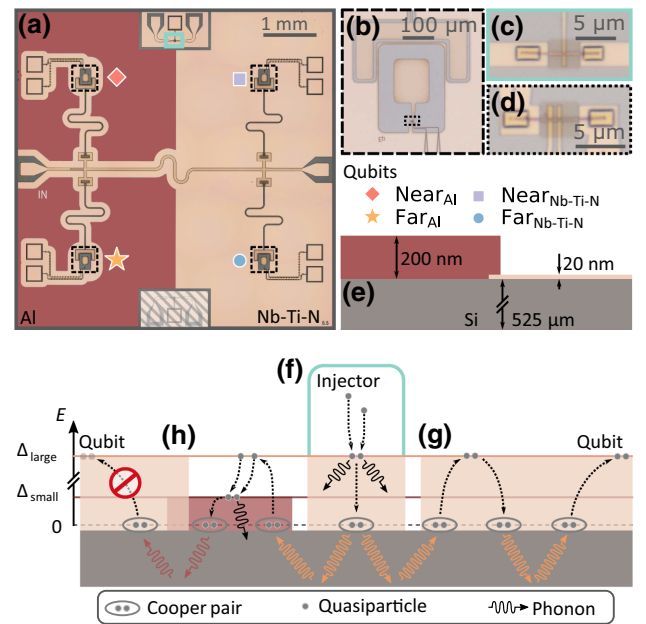 (a)
1 mm
IN
Al
Nb-Ti-N
(b)
100 μm
(c)
5 μm
(d)
5 μm
Qubits
Near_Al
Near_Nb-Ti-N
Far_Al
Far_Nb-Ti-N
200 nm
20 nm
(e)
Si
525 μm
(f)
Injector
E
Qubit
(h)
(g)
Qubit
Δ_large
Δ_small
0
Cooper pair
Quasiparticle
Phonon